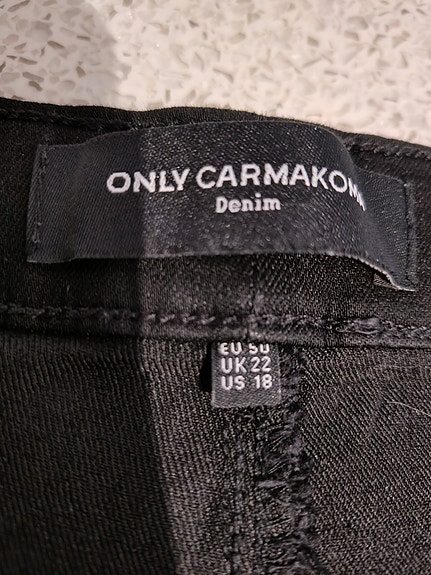 ONLY CARMAKOMA
Denim
EU 50
UK 22
US 18